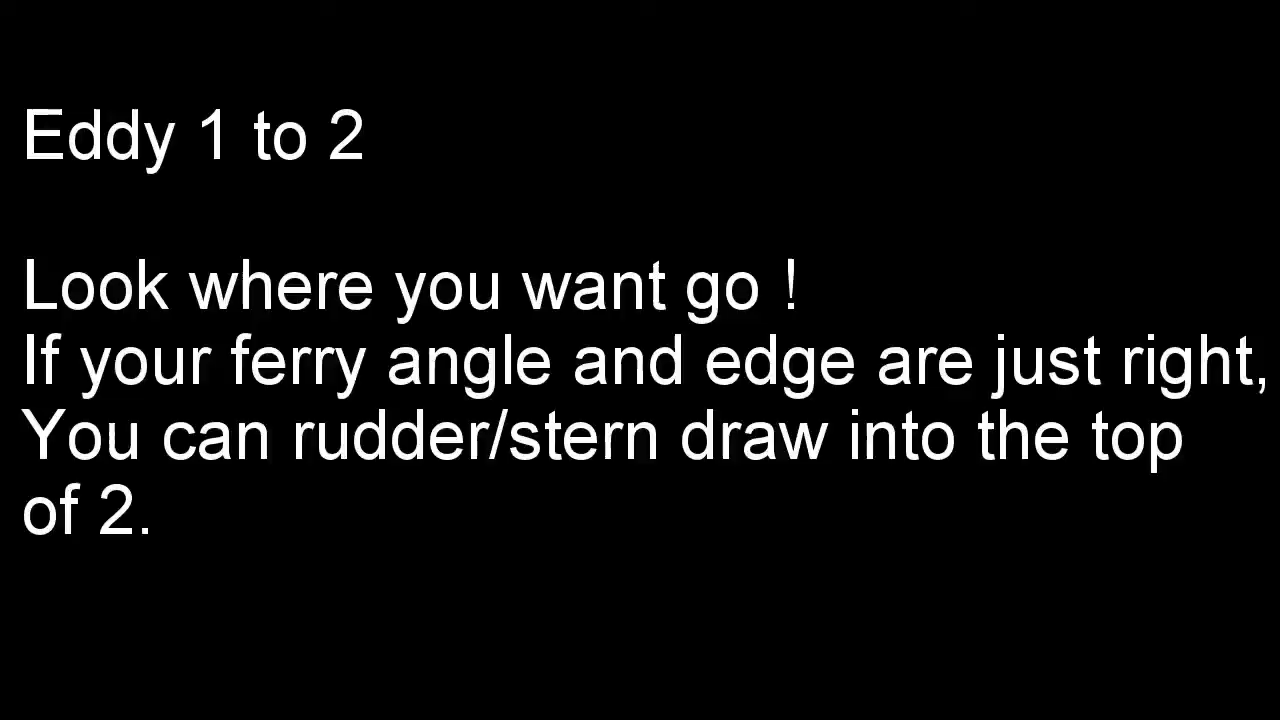 Eddy 1 to 2
Look where you want go !
If your ferry angle and edge are just right,
You can rudder/stern draw into the top
of 2.